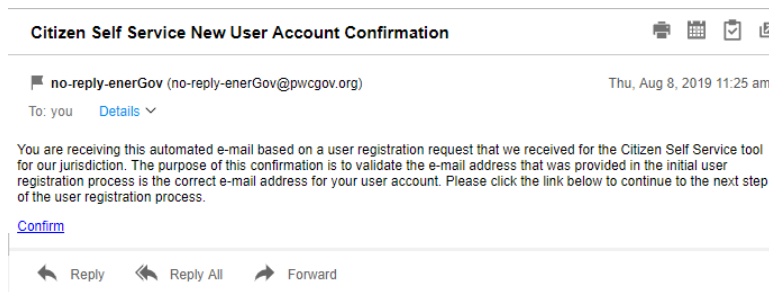 Citizen Self Service New User Account Confirmation
no-reply-enerGov (no-reply-enerGov@pwcgov.org) Thu, Aug 8, 2019 11:25 am
To: you Details
You are receiving this automated e-mail based on a user registration request that we received for the Citizen Self Service tool
for our jurisdiction. The purpose of this confirmation is to validate the e-mail address that was provided in the initial user
registration process is the correct e-mail address for your user account. Please click the link below to continue to the next step
of the user registration process.
Confirm
Reply Reply All Forward